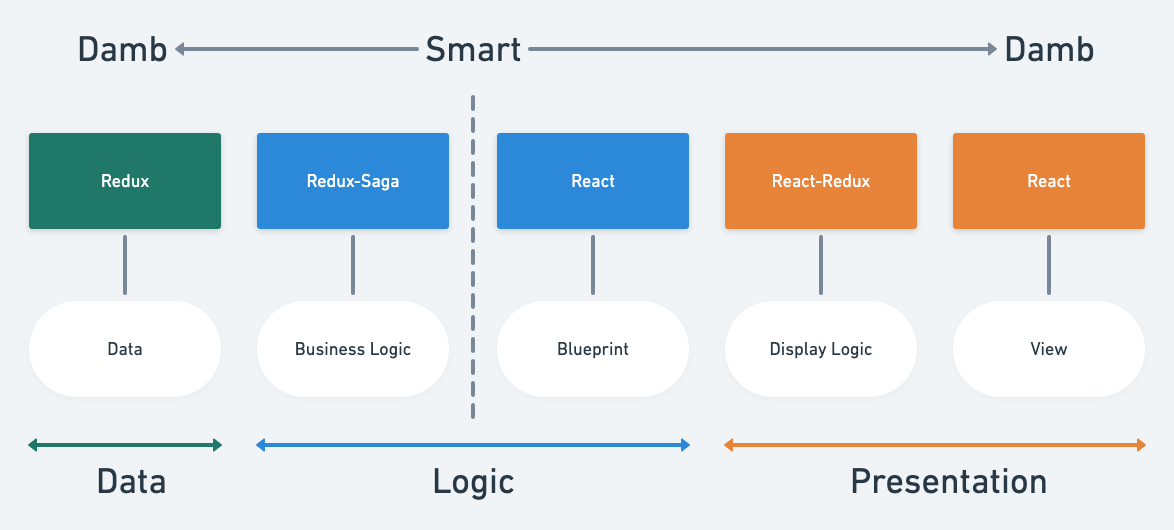 Damb Smart Damb
Redux Redux-Saga React React-Redux React
Data Business Logic Blueprint Display Logic View
Data Logic Presentation